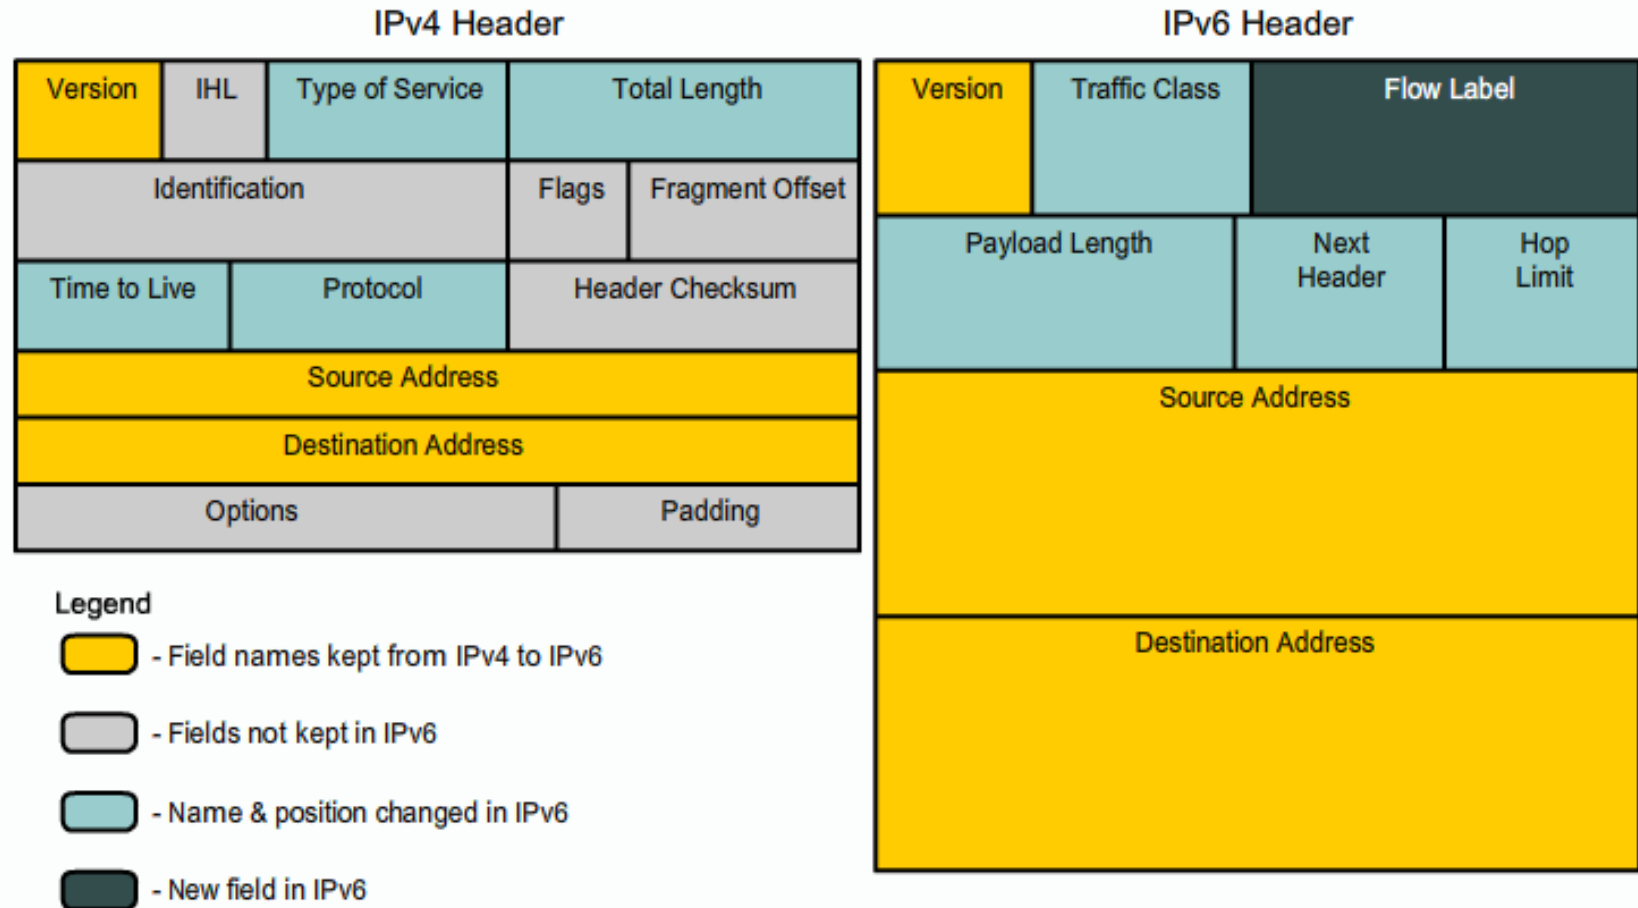 IPv4 Header
Version IHL Type of Service Total Length
Identification Flags Fragment Offset
Time to Live Protocol Header Checksum
Source Address
Destination Address
Options Padding
Legend
- Field names kept from IPv4 to IPv6
- Fields not kept in IPv6
- Name & position changed in IPv6
- New field in IPv6
IPv6 Header
Version Traffic Class Flow Label
Payload Length Next Hop
Header Limit
Source Address
Destination Address